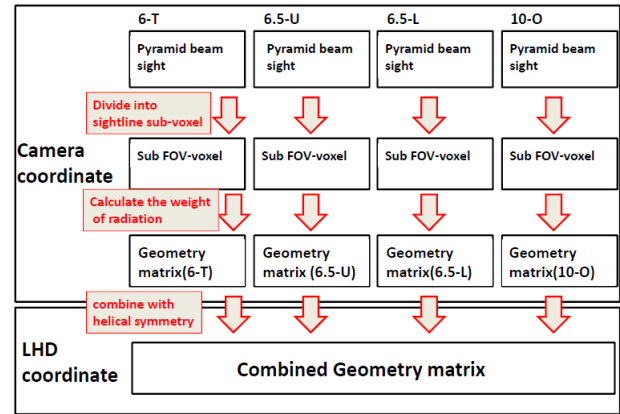 6-T
6.5-U
6.5-L
10-O
Pyramid beam
sight
Pyramid beam
sight
Pyramid beam
sight
Pyramid beam
sight
Divide into
sightline sub-voxel
Camera
coordinate
Sub FOV-voxel
Sub FOV-voxel
Sub FOV-voxel
Sub FOV-voxel
Calculate the weight
of radiation
Geometry
matrix(6-T)
Geometry
matrix (6.5-U)
Geometry
matrix(6.5-L)
Geometry
matrix(10-O)
combine with
helical symmetry
LHD
coordinate
Combined Geometry matrix